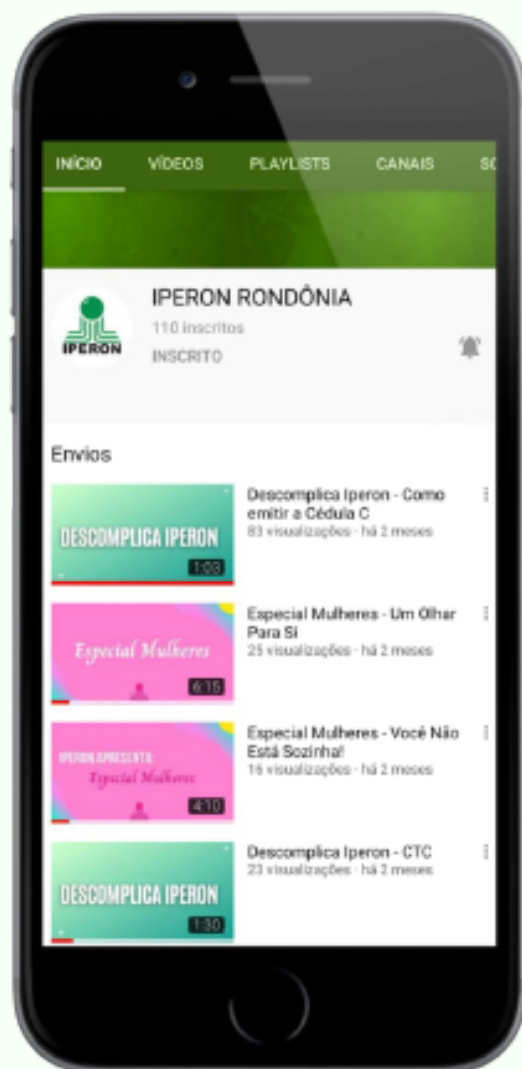 INÍCIO VÍDEOS PLAYLISTS CANAIS SO
IPERON
IPERON RONDÔNIA
110 inscritos
INSCRITO
Envios
DESCOMPLICA IPERON
1:03
Descomplica Iperon - Como
emitir a Cédula C
83 visualizações · há 2 meses
Especial Mulheres
6:15
Especial Mulheres - Um Olhar
Para Si
25 visualizações · há 2 meses
IPERON APRESENTA:
Especial Mulheres
4:10
Especial Mulheres - Você Não
Está Sozinha!
16 visualizações · há 2 meses
DESCOMPLICA IPERON
1:30
Descomplica Iperon - CTC
23 visualizações · há 2 meses